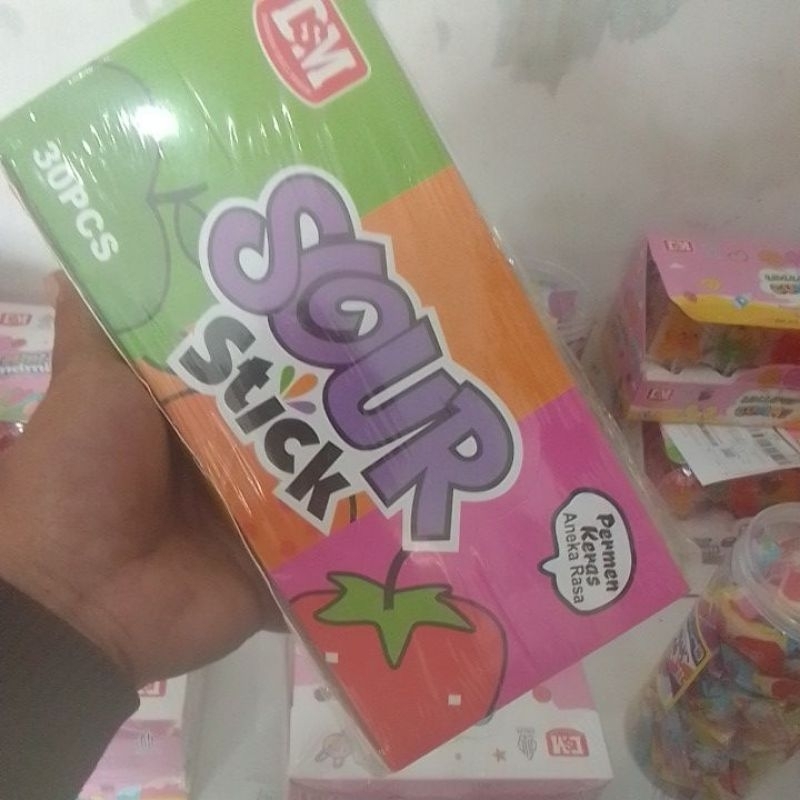 30PCS
SOUR
Stick
Permen
Keras
Aneka Rasa